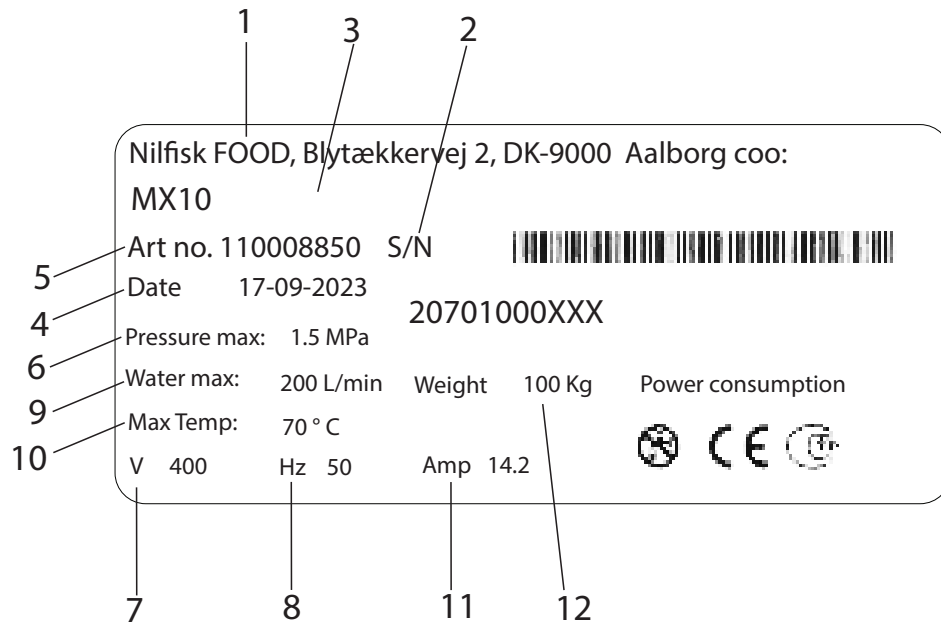 1
3
2
Nilfisk FOOD, Blytækkervej 2, DK-9000 Aalborg coo:
MX10
5 Art no. 110008850 S/N
4 Date 17-09-2023
20701000XXX
6 Pressure max: 1.5 MPa
9 Water max: 200 L/min Weight 100 Kg Power consumption
10 Max Temp: 70 ° C
CE
V 400 Hz 50 Amp 14.2
7 8 11 12